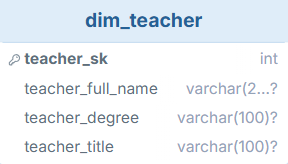 dim_teacher
teacher_sk int
teacher_full_name varchar(2...?
teacher_degree varchar(100)?
teacher_title varchar(100)?